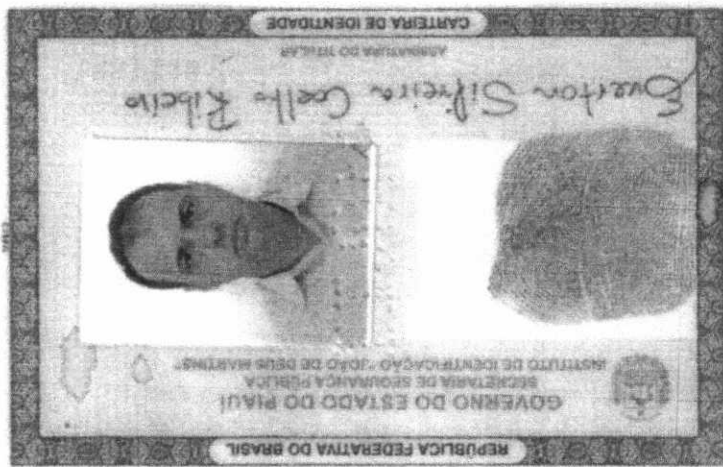 REPÚBLICA FEDERATIVA DO BRASIL
GOVERNO DO ESTADO DO PIAUÍ
SECRETARIA DE SEGURANÇA PÚBLICA
INSTITUTO DE IDENTIFICAÇÃO "JOÃO DE DEUS MARTINS"
Everton Silveira Coelho Ribeiro
ASSINATURA DO TITULAR
CARTEIRA DE IDENTIDADE